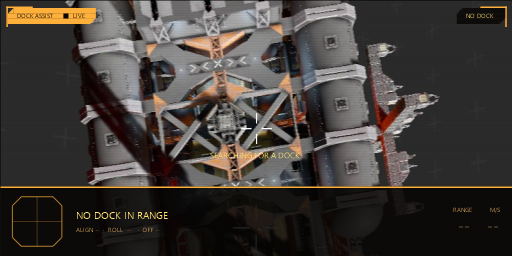 DOCK ASSIST ■ LIVE
NO DOCK
SEARCHING FOR A DOCK
NO DOCK IN RANGE
RANGE M/S
ALIGN -- ROLL -- OFF --
-- --